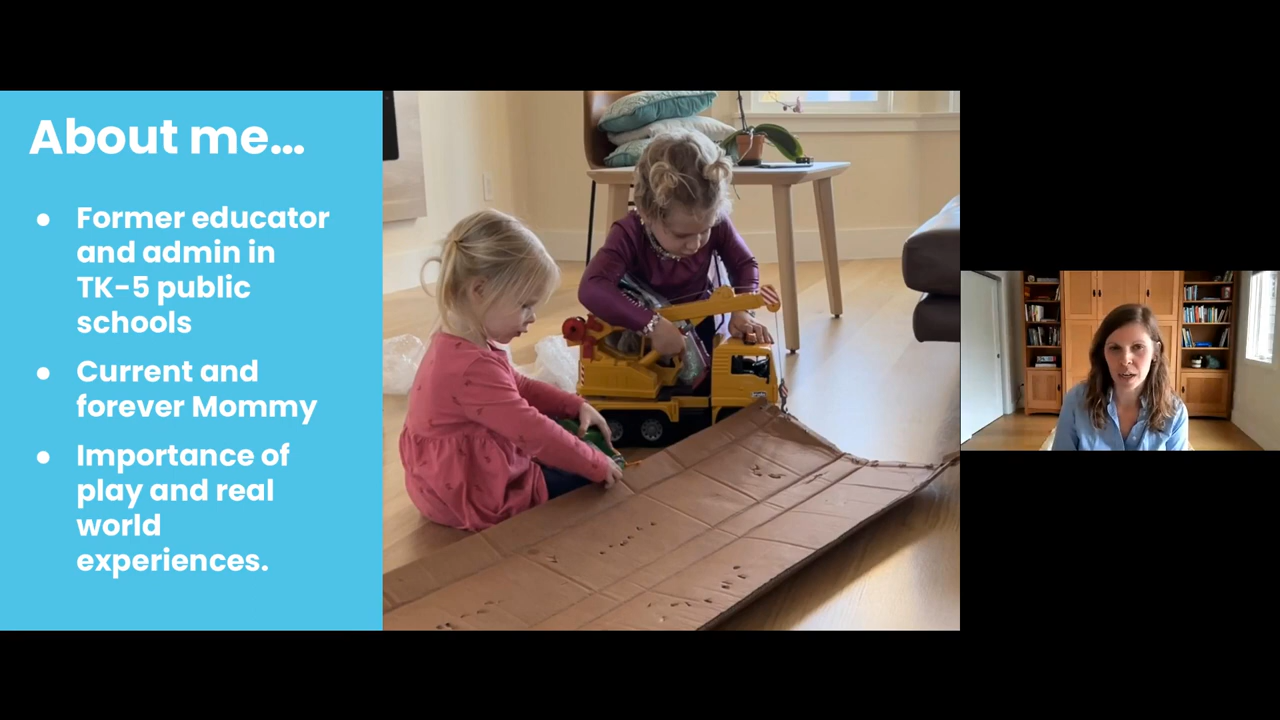 About me...
● Former educator
and admin in
TK-5 public
schools
● Current and
forever Mommy
● Importance of
play and real
world
experiences.